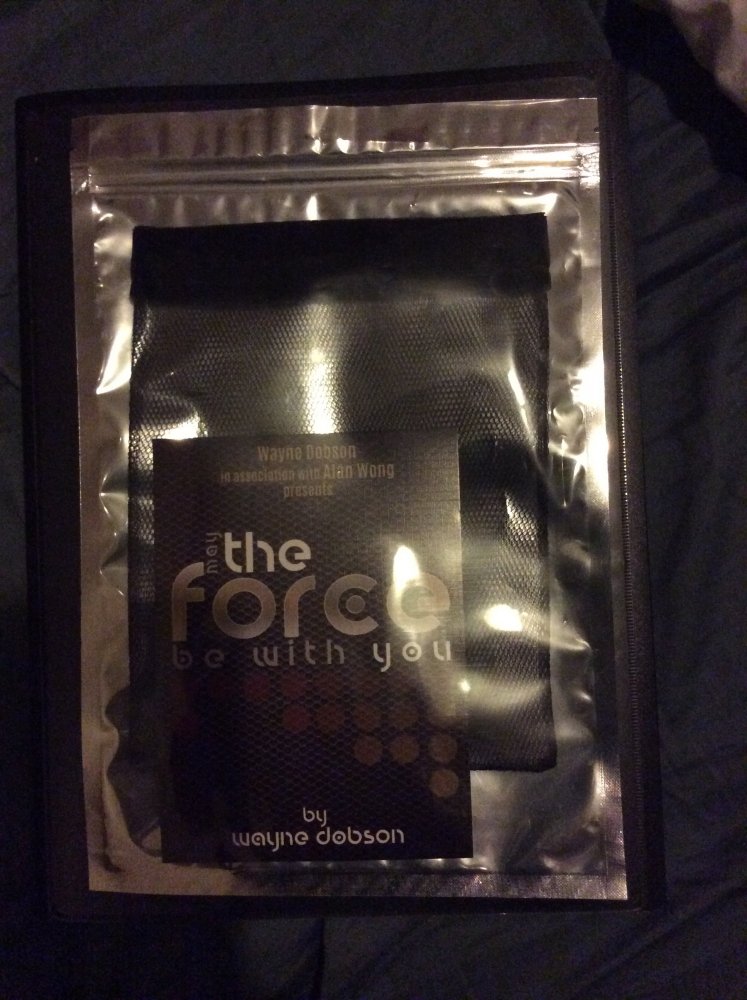 Wayne Dobson
in association with Alan Wong
presents
may
the
force
be with you
by
wayne dobson